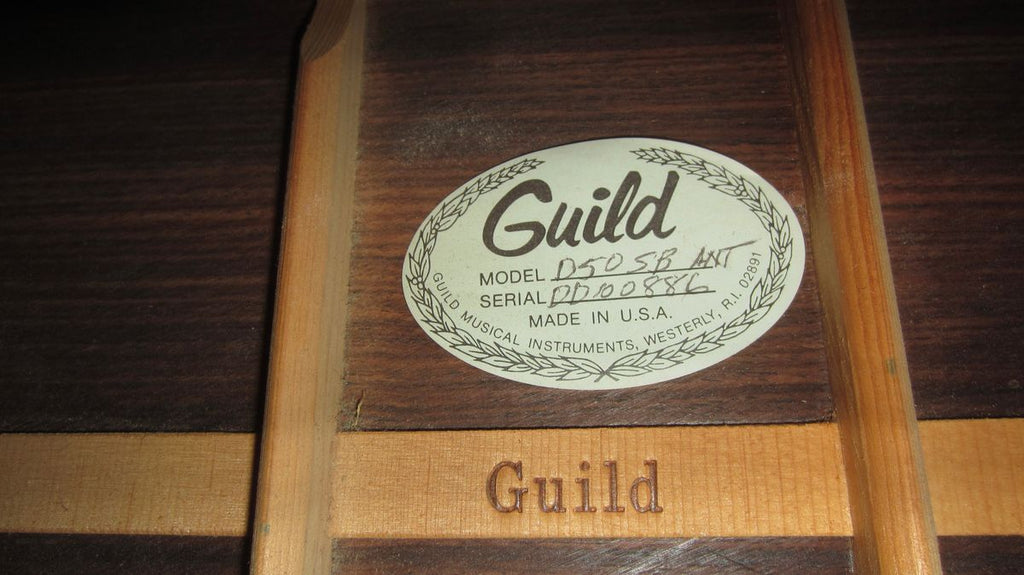 Guild
MODEL D50 SB ANT
SERIAL DD100886
MADE IN U.S.A.
GUILD MUSICAL INSTRUMENTS, WESTERLY, R.I. 02891
Guild